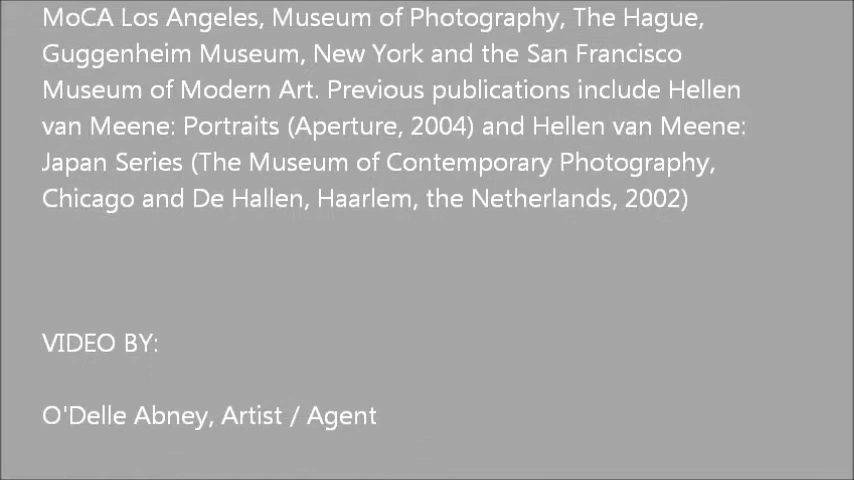 MoCA Los Angeles, Museum of Photography, The Hague,
Guggenheim Museum, New York and the San Francisco
Museum of Modern Art. Previous publications include Hellen
van Meene: Portraits (Aperture, 2004) and Hellen van Meene:
Japan Series (The Museum of Contemporary Photography,
Chicago and De Hallen, Haarlem, the Netherlands, 2002)
VIDEO BY:
O'Delle Abney, Artist / Agent